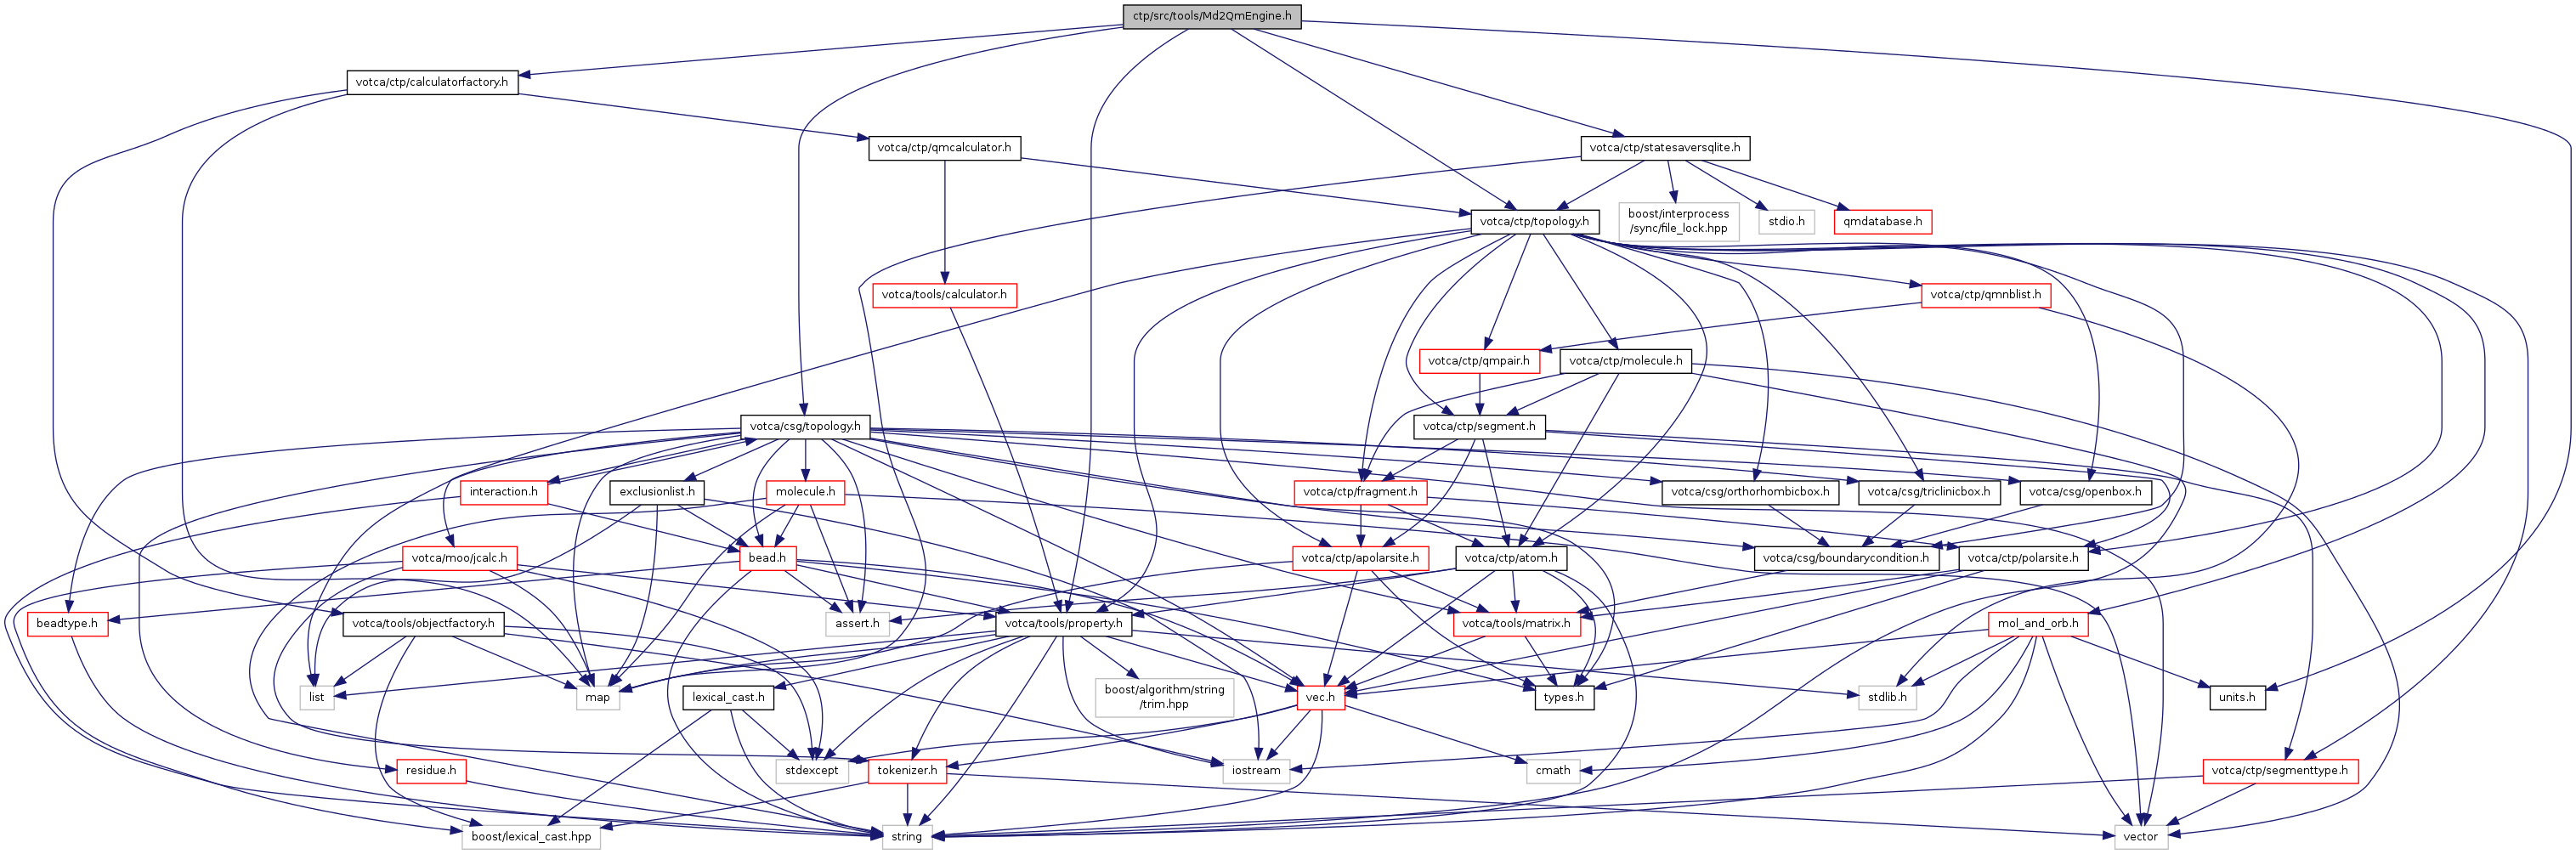 ctp/src/tools/Md2QmEngine.h
votca/ctp/calculatorfactory.h
votca/ctp/qmcalculator.h
votca/ctp/statesaversqlite.h
votca/ctp/topology.h
boost/interprocess
/sync/file_lock.hpp
stdio.h
qmdatabase.h
votca/tools/calculator.h
votca/ctp/qmnblist.h
votca/ctp/qmpair.h
votca/ctp/molecule.h
votca/csg/topology.h
votca/ctp/segment.h
interaction.h
exclusionlist.h
molecule.h
votca/ctp/fragment.h
votca/csg/orthorhombicbox.h
votca/csg/triclinicbox.h
votca/csg/openbox.h
votca/moo/jcalc.h
bead.h
votca/ctp/apolarsite.h
votca/ctp/atom.h
votca/csg/boundarycondition.h
votca/ctp/polarsite.h
beadtype.h
votca/tools/objectfactory.h
assert.h
votca/tools/property.h
votca/tools/matrix.h
mol_and_orb.h
list
map
lexical_cast.h
boost/algorithm/string
/trim.hpp
vec.h
types.h
stdlib.h
units.h
residue.h
stdexcept
tokenizer.h
iostream
cmath
votca/ctp/segmenttype.h
boost/lexical_cast.hpp
string
vector